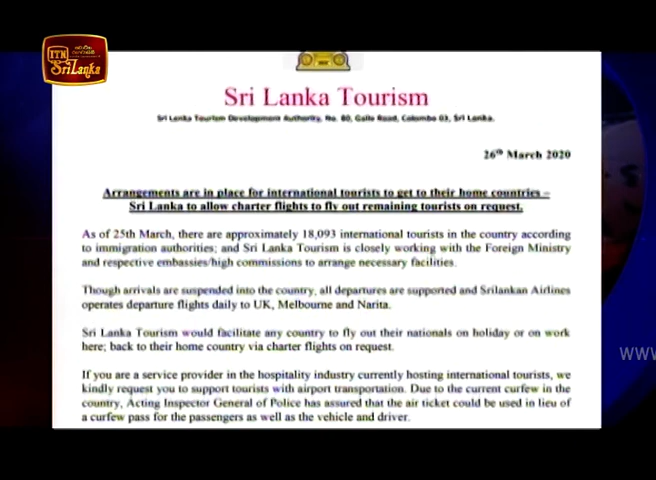 ITN
Sri Lanka
Sri Lanka Tourism
Sri Lanka Tourism Development Authority, No. 80, Galle Road, Colombo 03, Sri Lanka.
26th March 2020
Arrangements are in place for international tourists to get to their home countries –
Sri Lanka to allow charter flights to fly out remaining tourists on request.
As of 25th March, there are approximately 18,093 international tourists in the country according
to immigration authorities; and Sri Lanka Tourism is closely working with the Foreign Ministry
and respective embassies/high commissions to arrange necessary facilities.
Though arrivals are suspended into the country, all departures are supported and Srilankan Airlines
operates departure flights daily to UK, Melbourne and Narita.
Sri Lanka Tourism would facilitate any country to fly out their nationals on holiday or on work
here; back to their home country via charter flights on request.
If you are a service provider in the hospitality industry currently hosting international tourists, we
kindly request you to support tourists with airport transportation. Due to the current curfew in the
country, Acting Inspector General of Police has assured that the air ticket could be used in lieu of
a curfew pass for the passengers as well as the vehicle and driver.
www